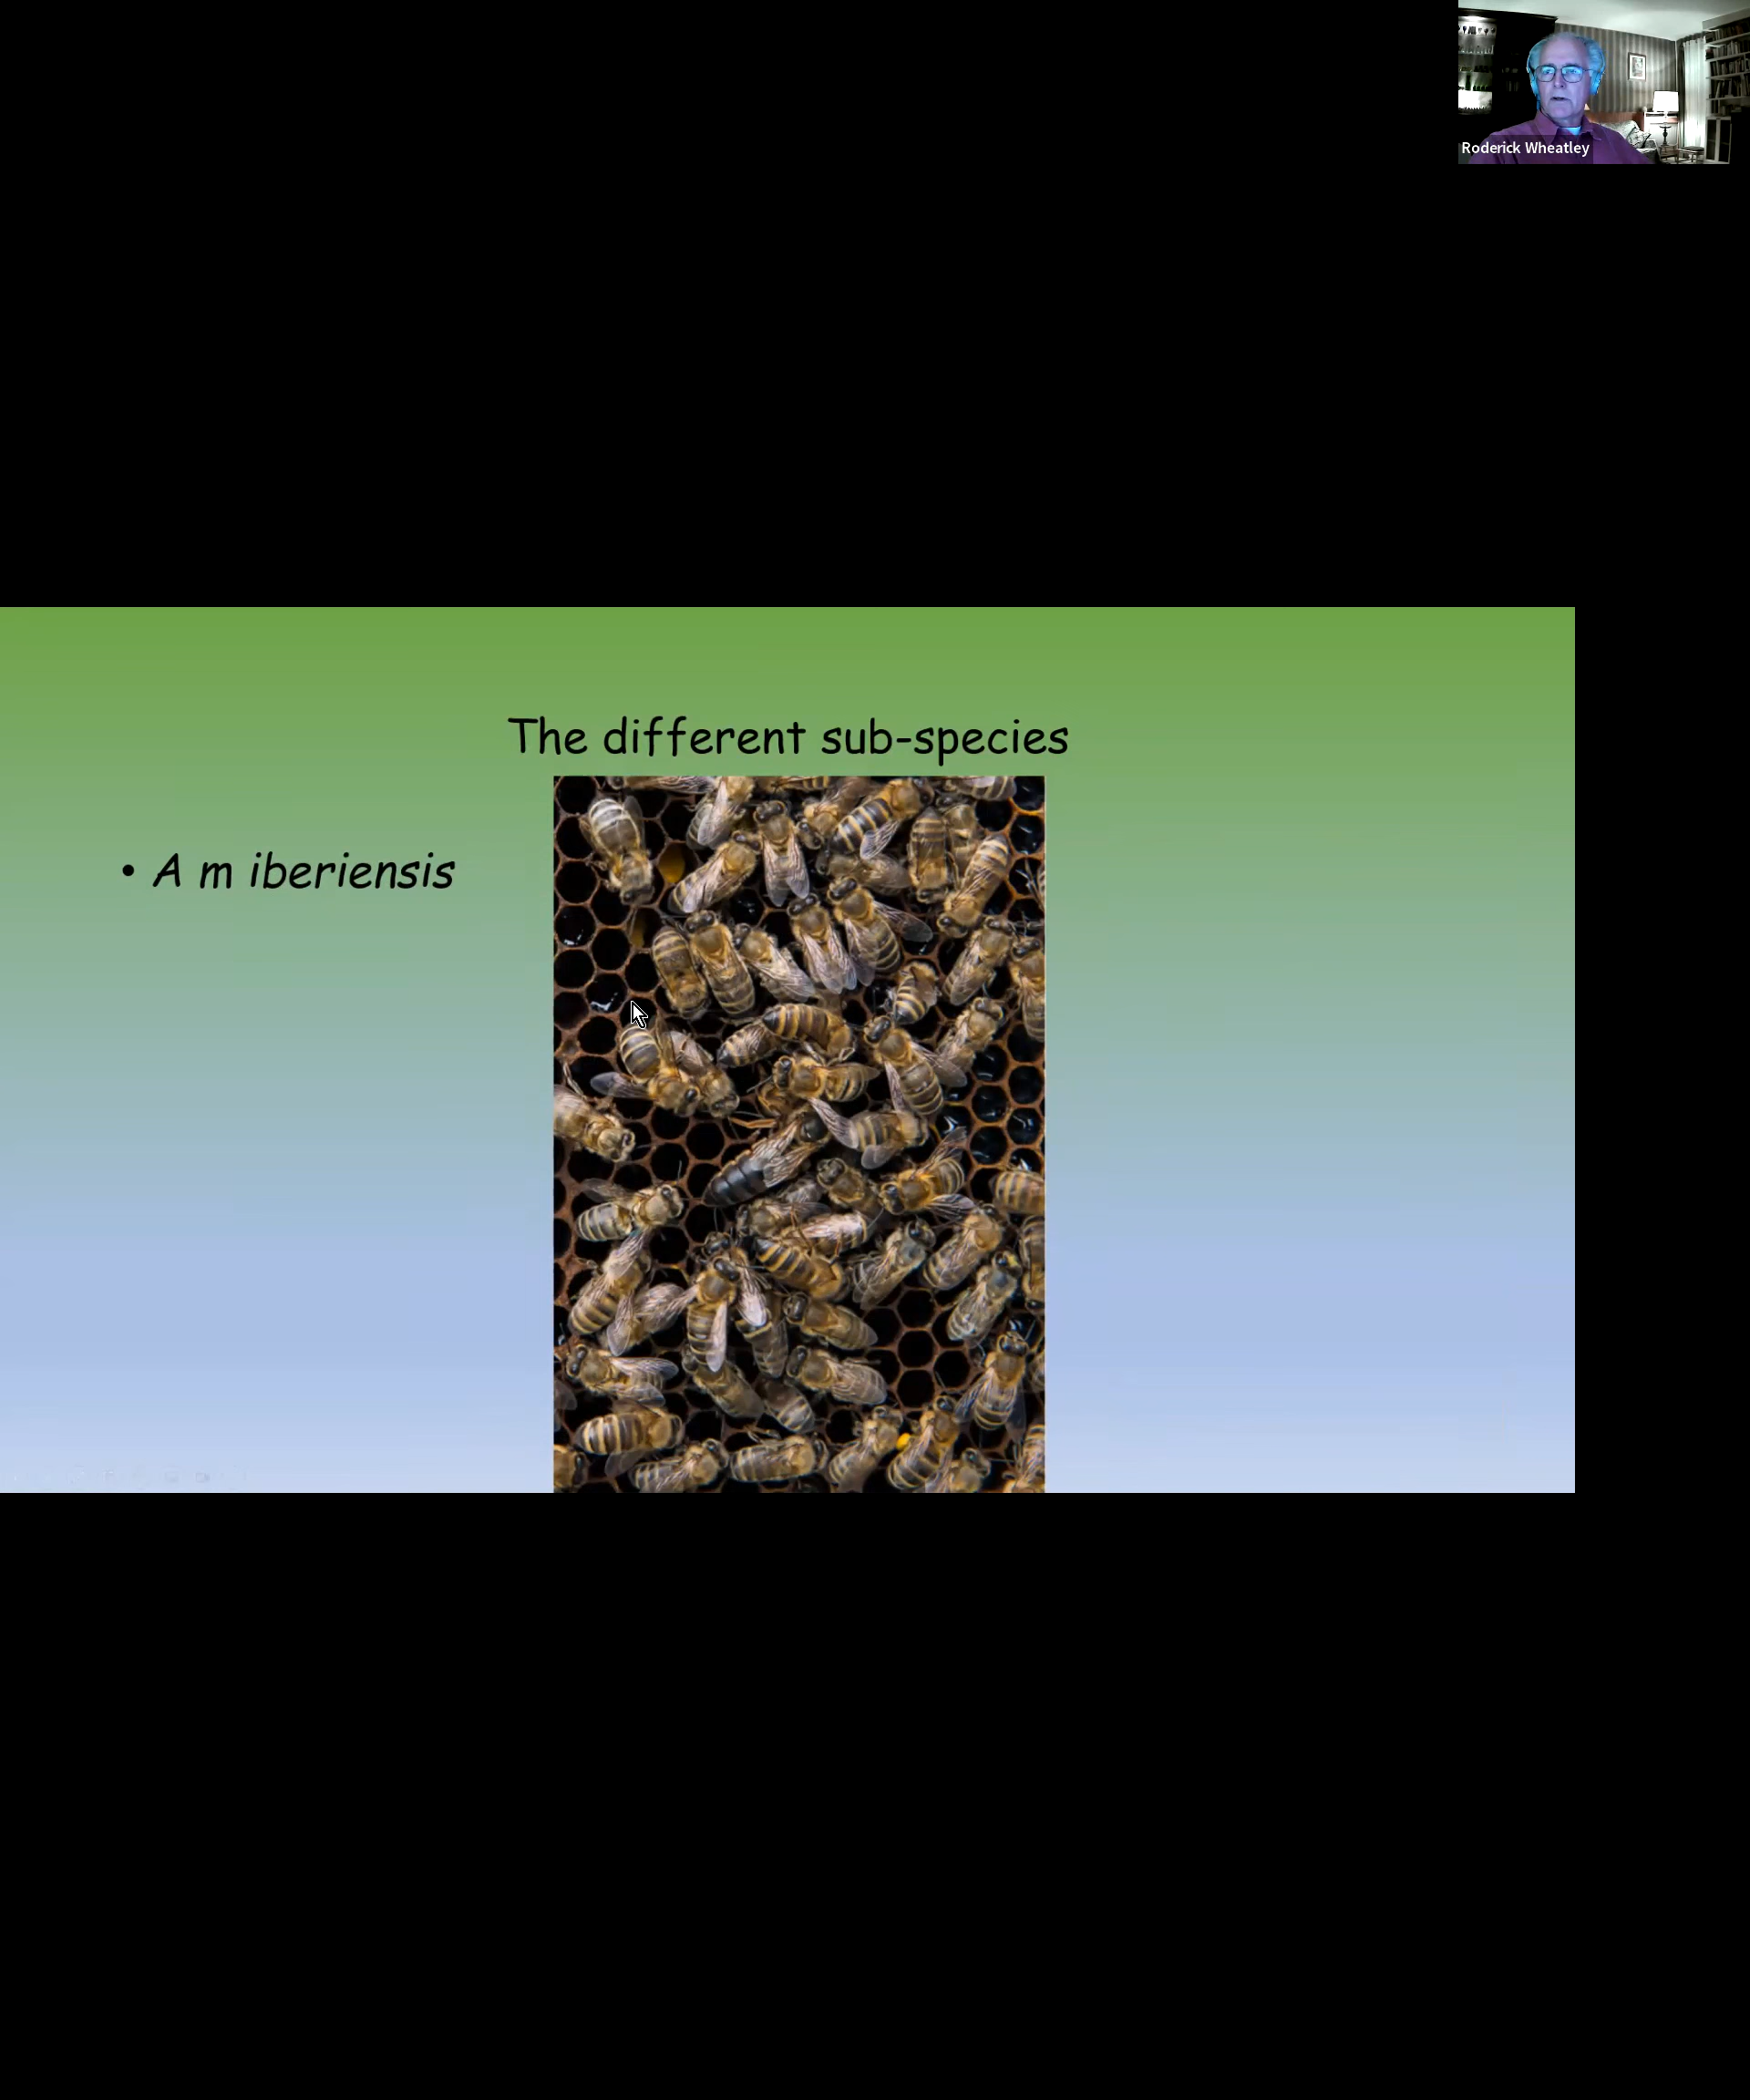 Roderick Wheatley
The different sub-species
• A m iberiensis